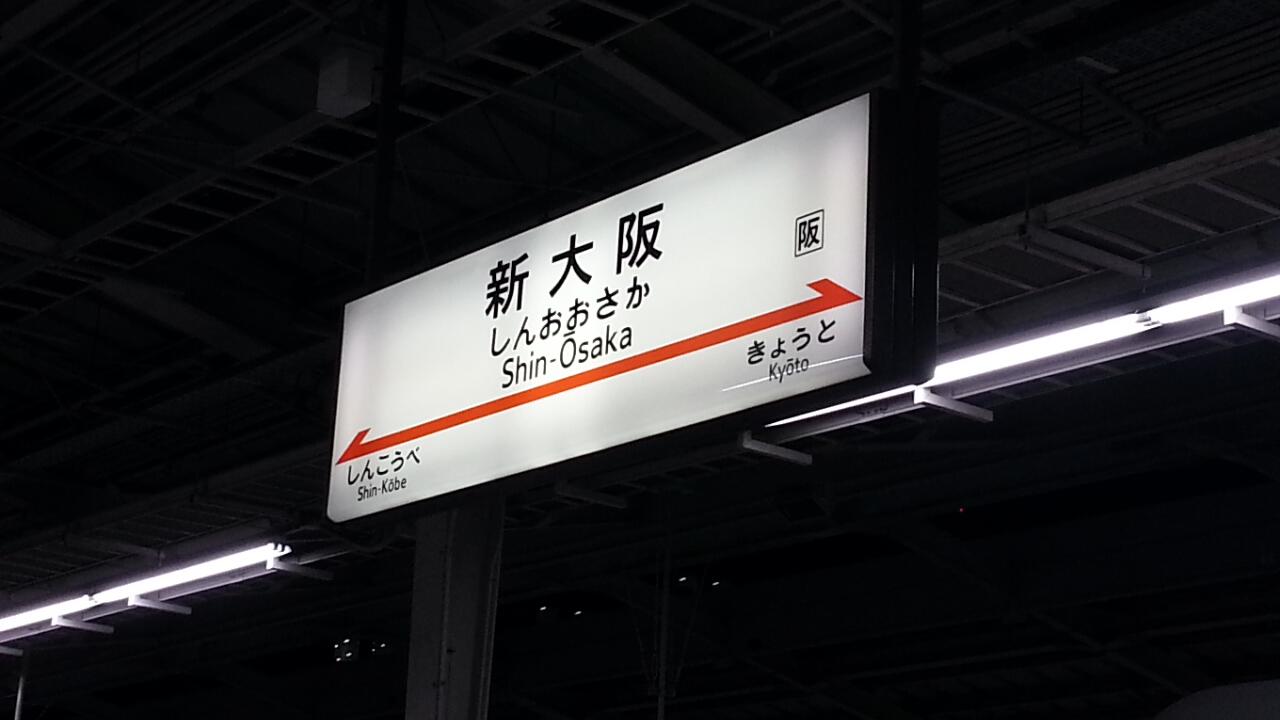 新大阪
しんおおさか
Shin-Ōsaka
阪
しんこうべ
Shin-Kōbe
きょうと
Kyōto